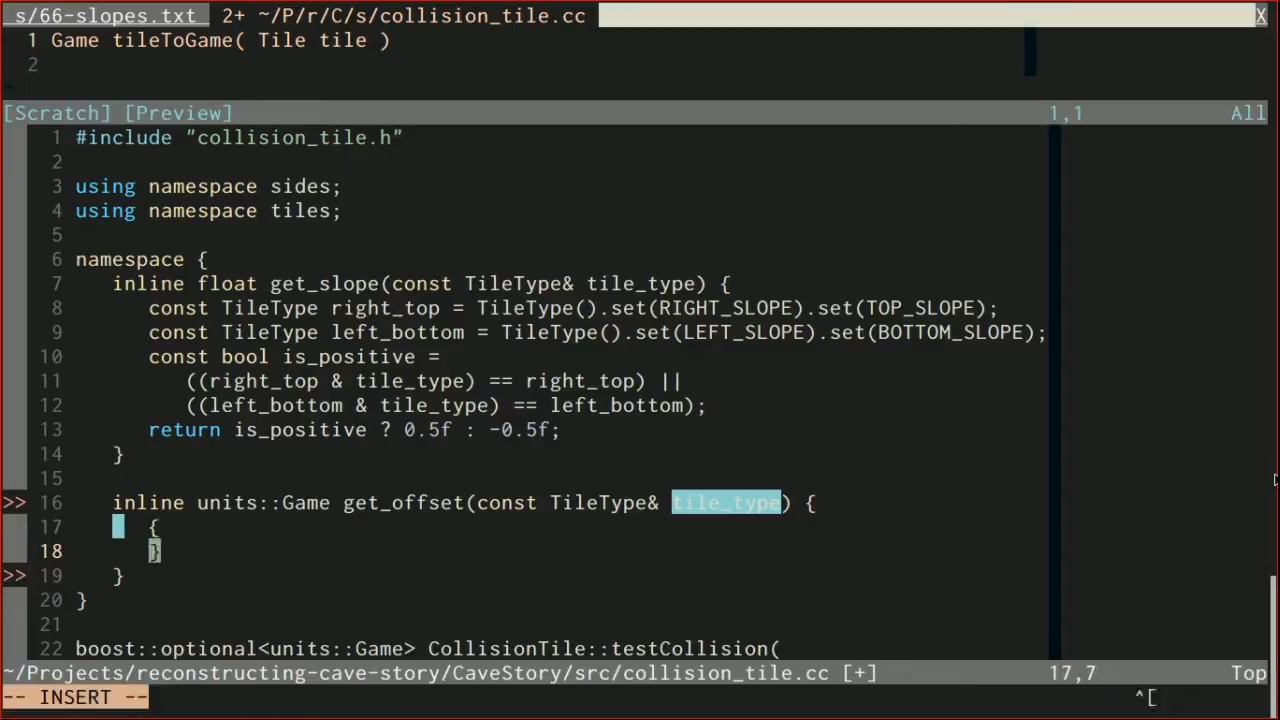 s/66-slopes.txt  2+ ~/P/r/C/s/collision_tile.cc X
1 Game tileToGame( Tile tile )
2
[Scratch] [Preview] 1,1 All
1 #include "collision_tile.h"
2
3 using namespace sides;
4 using namespace tiles;
5
6 namespace {
7    inline float get_slope(const TileType& tile_type) {
8       const TileType right_top = TileType().set(RIGHT_SLOPE).set(TOP_SLOPE);
9       const TileType left_bottom = TileType().set(LEFT_SLOPE).set(BOTTOM_SLOPE);
10       const bool is_positive =
11          ((right_top & tile_type) == right_top) ||
12          ((left_bottom & tile_type) == left_bottom);
13       return is_positive ? 0.5f : -0.5f;
14    }
15
>> 16    inline units::Game get_offset(const TileType& tile_type) {
17       {
18       }
>> 19    }
20 }
21
22 boost::optional<units::Game> CollisionTile::testCollision(
~/Projects/reconstructing-cave-story/CaveStory/src/collision_tile.cc [+] 17,7 Top
-- INSERT -- ^[